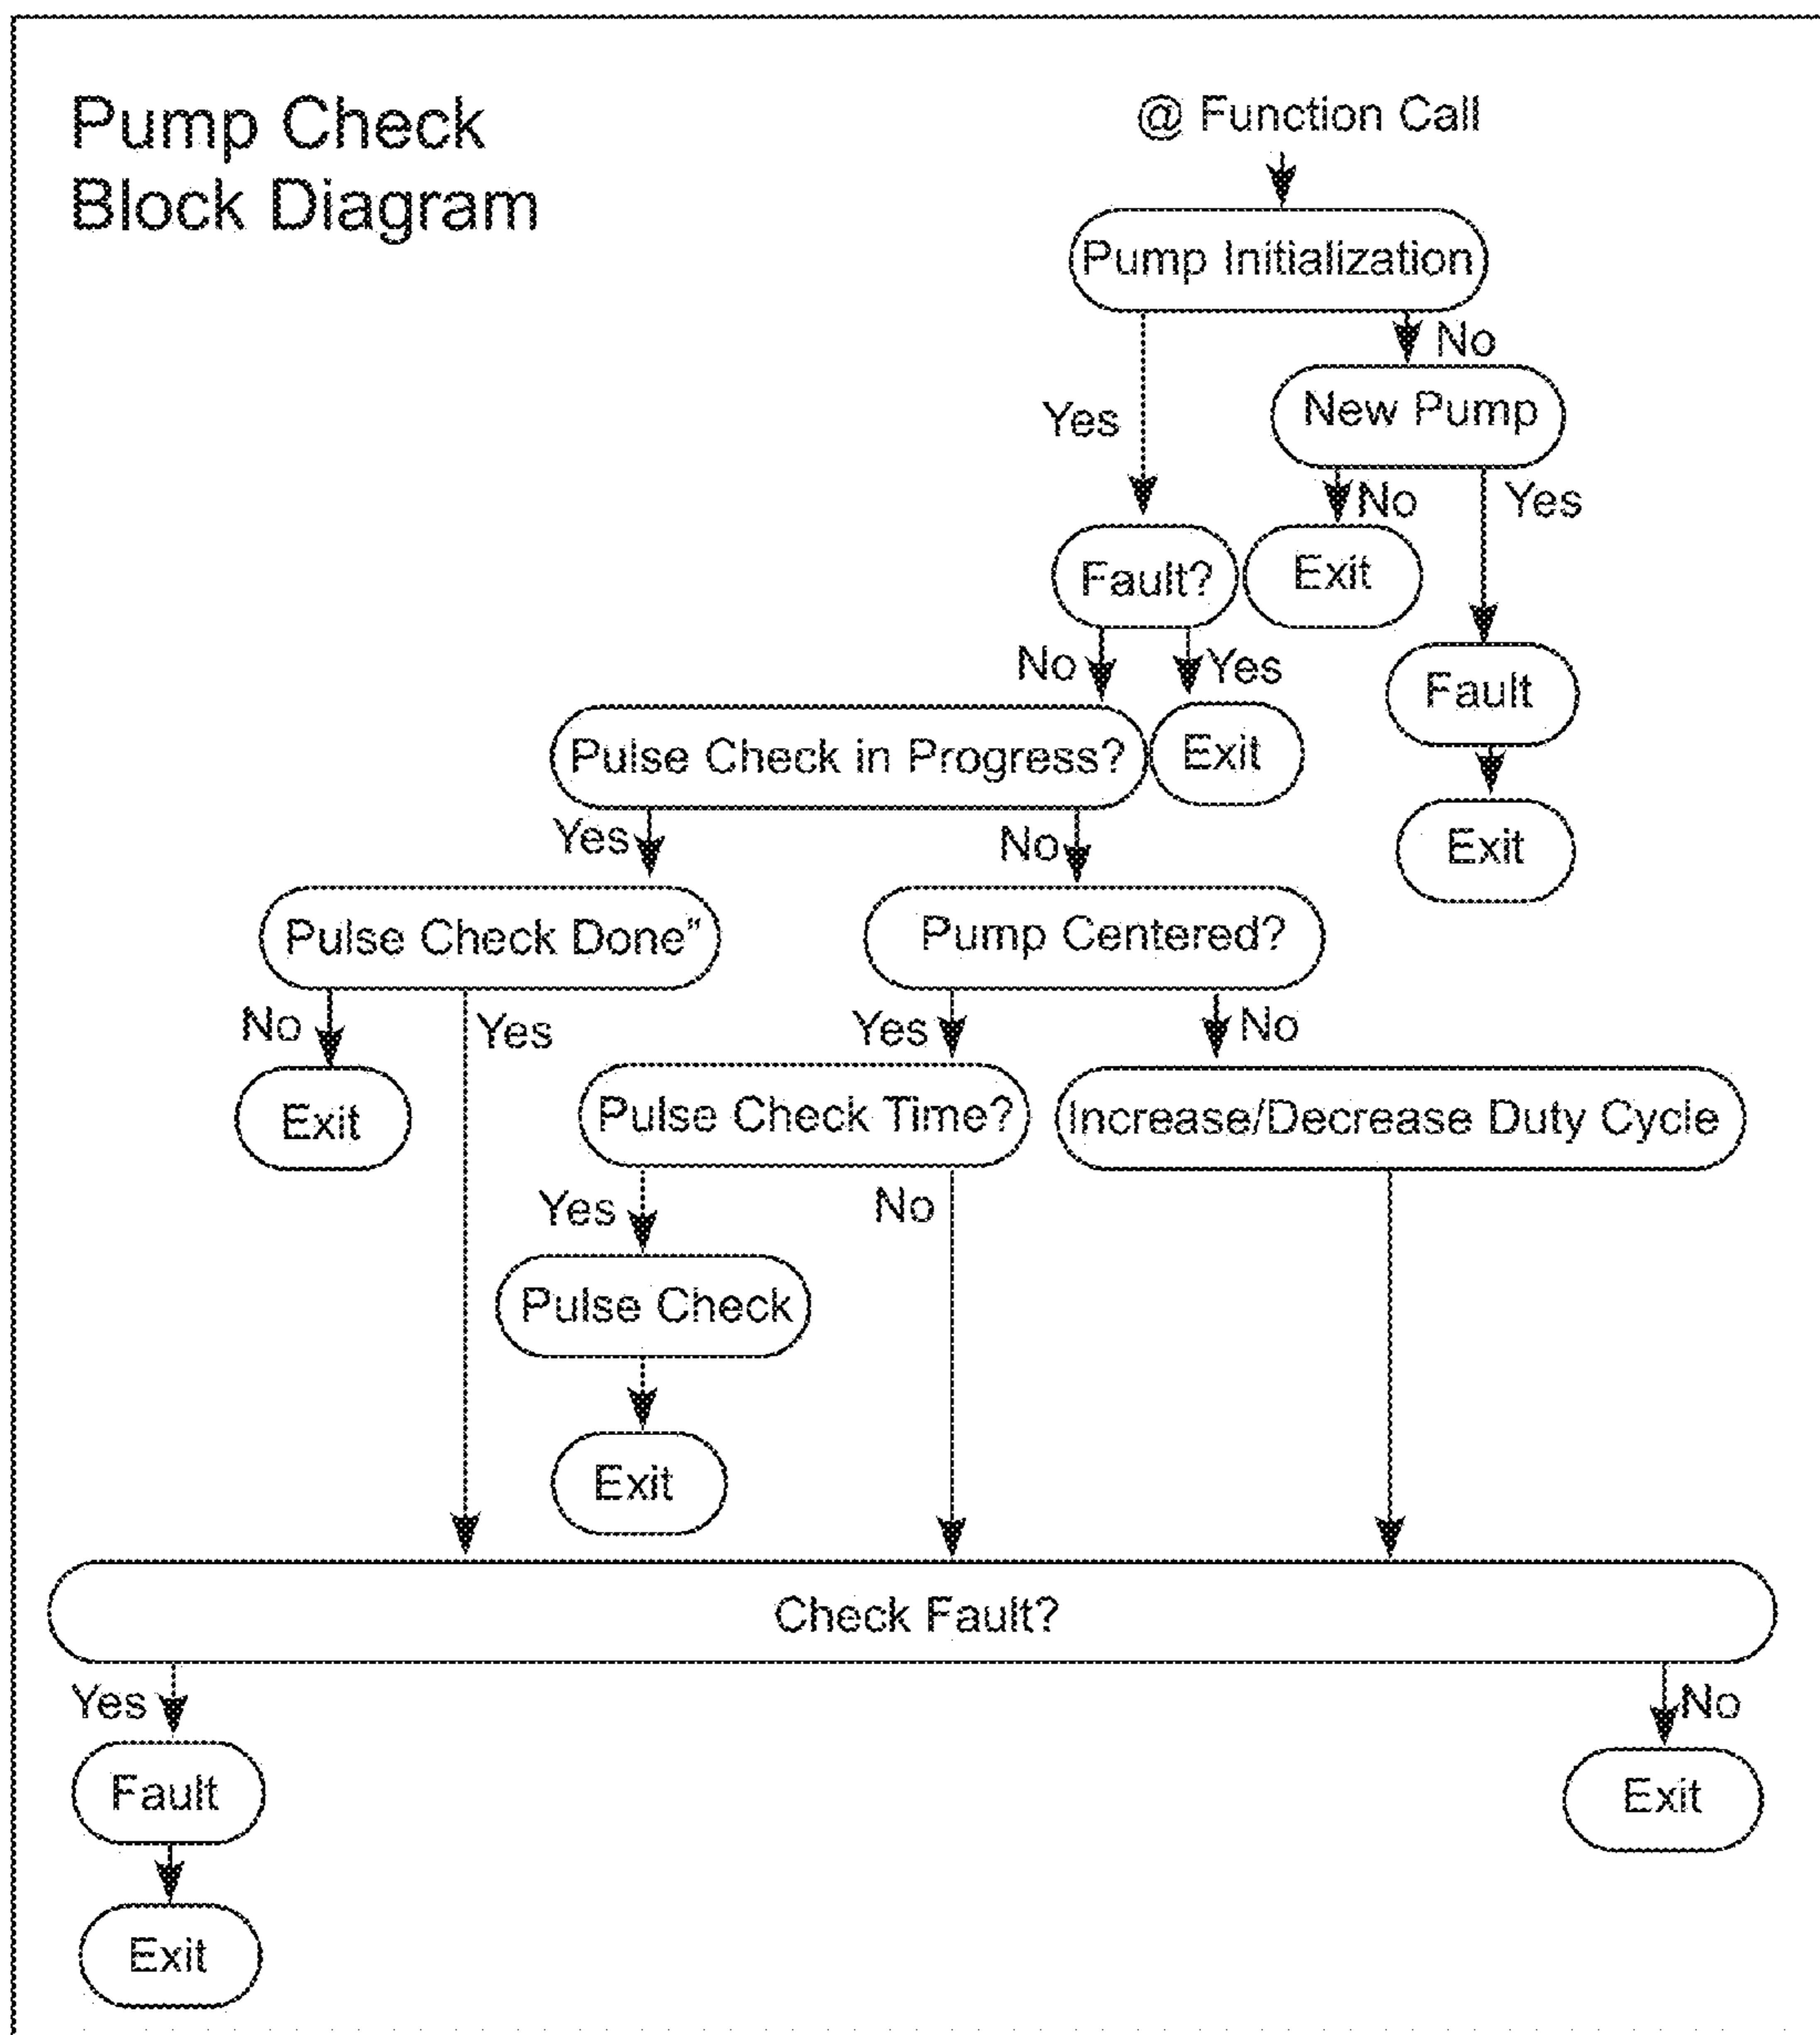 Pump Check
Block Diagram
@ Function Call
Pump Initialization
No
New Pump
Yes
No
Yes
Fault?
Exit
No
Yes
Fault
Pulse Check in Progress?
Exit
Yes
No
Exit
Pulse Check Done"
Pump Centered?
No
Yes
Yes
No
Exit
Pulse Check Time?
Increase/Decrease Duty Cycle
Yes
No
Pulse Check
Exit
Check Fault?
Yes
No
Fault
Exit
Exit